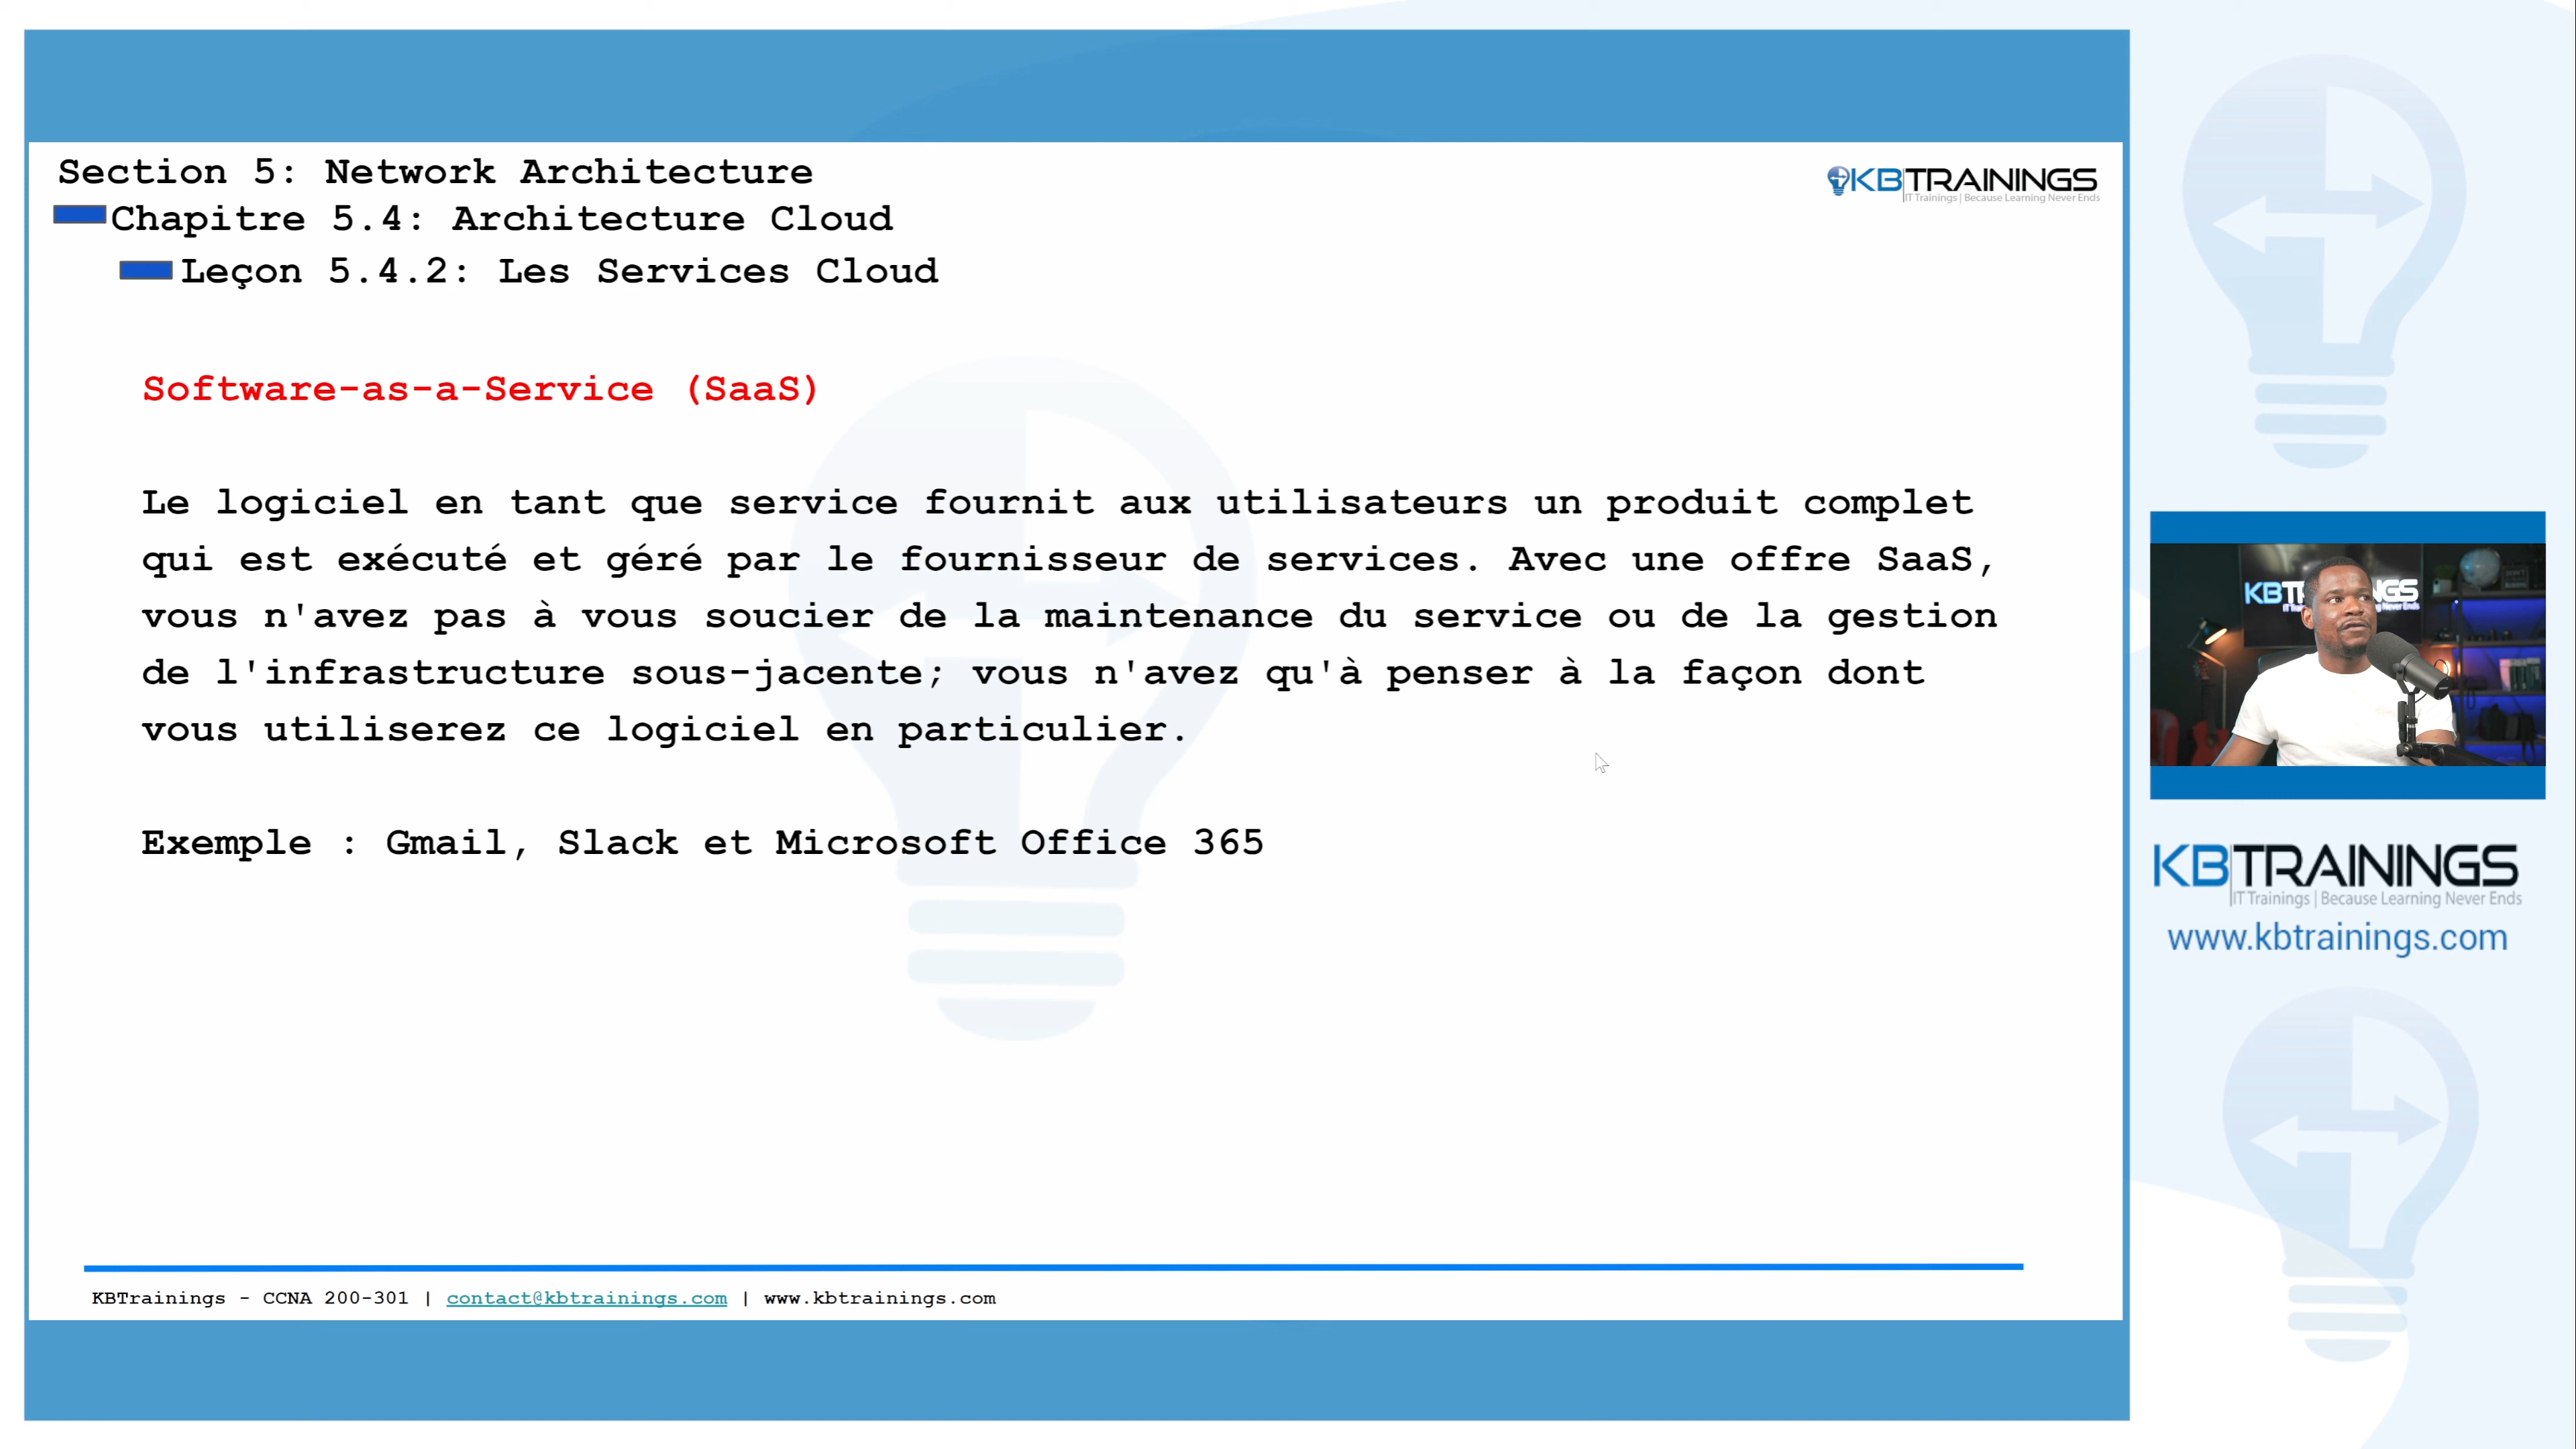 Section 5: Network Architecture
Chapitre 5.4: Architecture Cloud
Leçon 5.4.2: Les Services Cloud
KBTRAININGS
IT Trainings | Because Learning Never Ends
Software-as-a-Service (SaaS)
Le logiciel en tant que service fournit aux utilisateurs un produit complet
qui est exécuté et géré par le fournisseur de services. Avec une offre SaaS,
vous n'avez pas à vous soucier de la maintenance du service ou de la gestion
de l'infrastructure sous-jacente; vous n'avez qu'à penser à la façon dont
vous utiliserez ce logiciel en particulier.
Exemple : Gmail, Slack et Microsoft Office 365
KBTrainings - CCNA 200-301 | contact@kbtrainings.com | www.kbtrainings.com
KBTRAININGS
IT Trainings | Because Learning Never Ends
www.kbtrainings.com